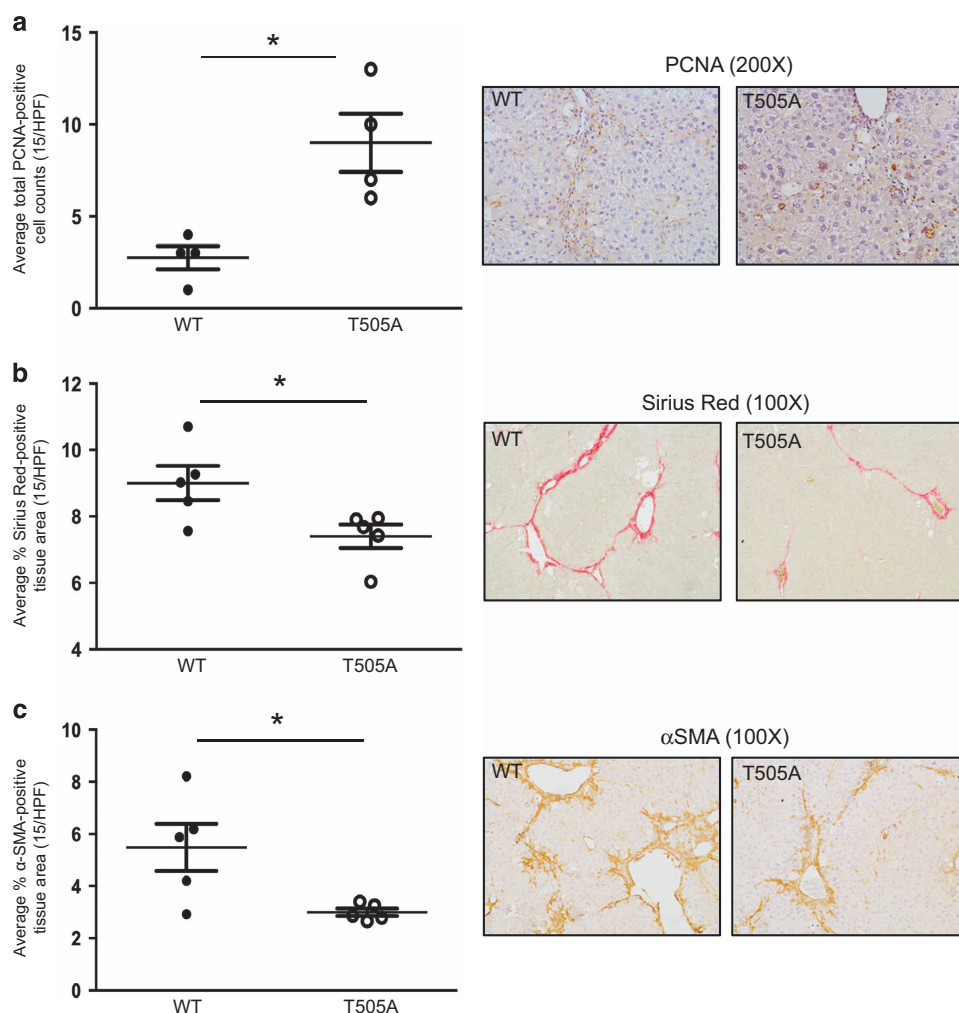 a
Average total PCNA-positive
cell counts (15/HPF)
15
10
5
0
*
WT
T505A
PCNA (200X)
WT
T505A
b
Average % Sirius Red-positive
tissue area (15/HPF)
12
10
8
6
4
*
WT
T505A
Sirius Red (100X)
WT
T505A
c
Average % α-SMA-positive
tissue area (15/HPF)
10
8
6
4
2
0
*
WT
T505A
αSMA (100X)
WT
T505A